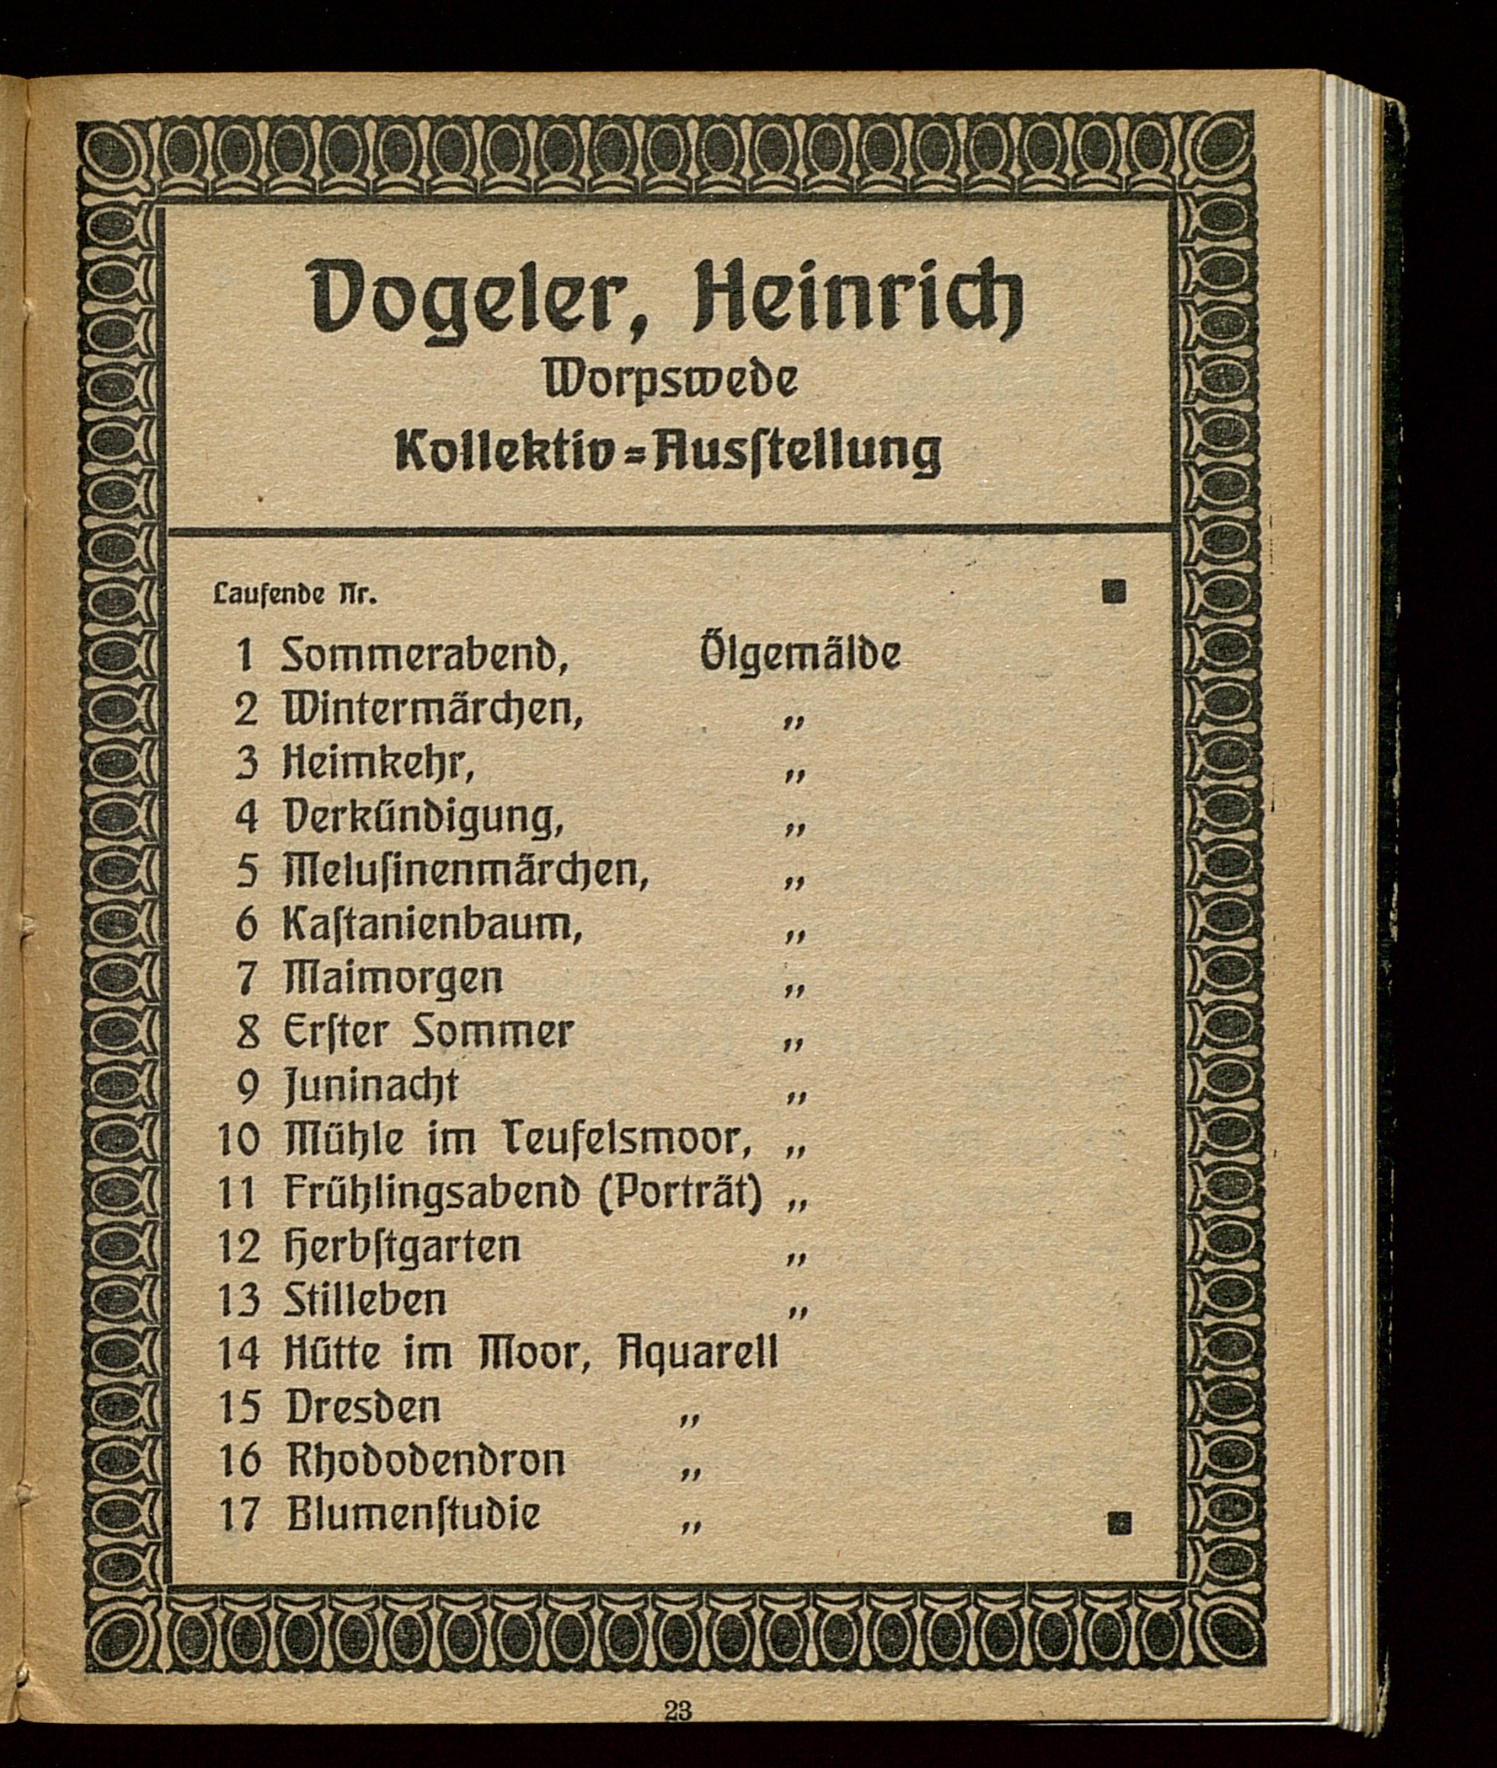 Vogeler, Heinrich
Worpswede
Kollektiv=Ausſtellung
Laufende Nr.
1 Sommerabend, Ölgemälde
2 Wintermärchen, „
3 Heimkehr, „
4 Verkündigung, „
5 Meluſinenmärchen, „
6 Kaſtanienbaum, „
7 Maimorgen „
8 Erſter Sommer „
9 Juninacht „
10 Mühle im Teufelsmoor, „
11 Frühlingsabend (Porträt) „
12 Herbſtgarten „
13 Stilleben „
14 Hütte im Moor, Aquarell
15 Dresden „
16 Rhododendron „
17 Blumenſtudie „
23